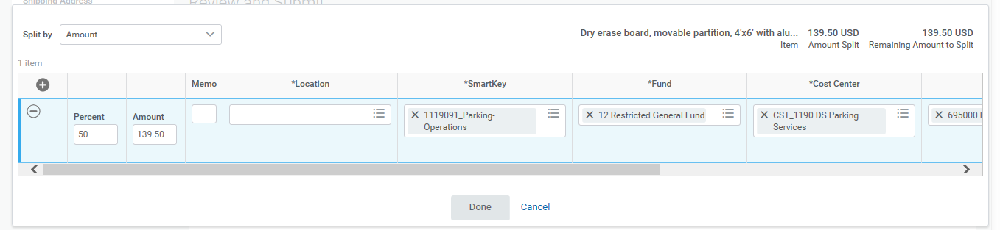 Shipping Address
Review and Submit
Split by
Amount
Dry erase board, movable partition, 4'x6' with alu...
Item
139.50 USD
Amount Split
139.50 USD
Remaining Amount to Split
1 item
Memo
*Location
*SmartKey
*Fund
*Cost Center
Percent
50
Amount
139.50
1119091_Parking-
Operations
12 Restricted General Fund
CST_1190 DS Parking
Services
695000
Done
Cancel